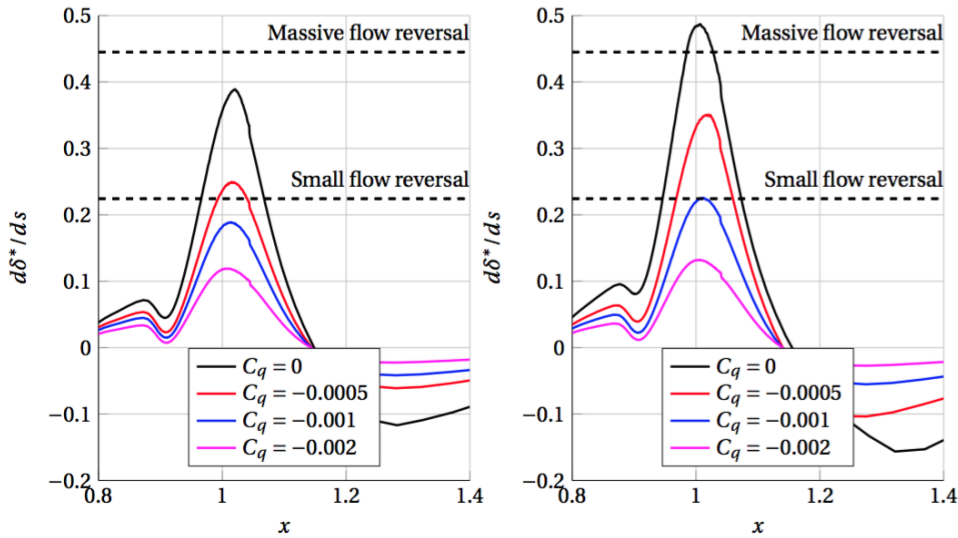 0.5
0.4
0.3
0.2
0.1
0
−0.1
−0.2
0.8
1
1.2
1.4
x
dδ*/ds
Massive flow reversal
Small flow reversal
C_q = 0
C_q = −0.0005
C_q = −0.001
C_q = −0.002
0.5
0.4
0.3
0.2
0.1
0
−0.1
−0.2
0.8
1
1.2
1.4
x
dδ*/ds
Massive flow reversal
Small flow reversal
C_q = 0
C_q = −0.0005
C_q = −0.001
C_q = −0.002